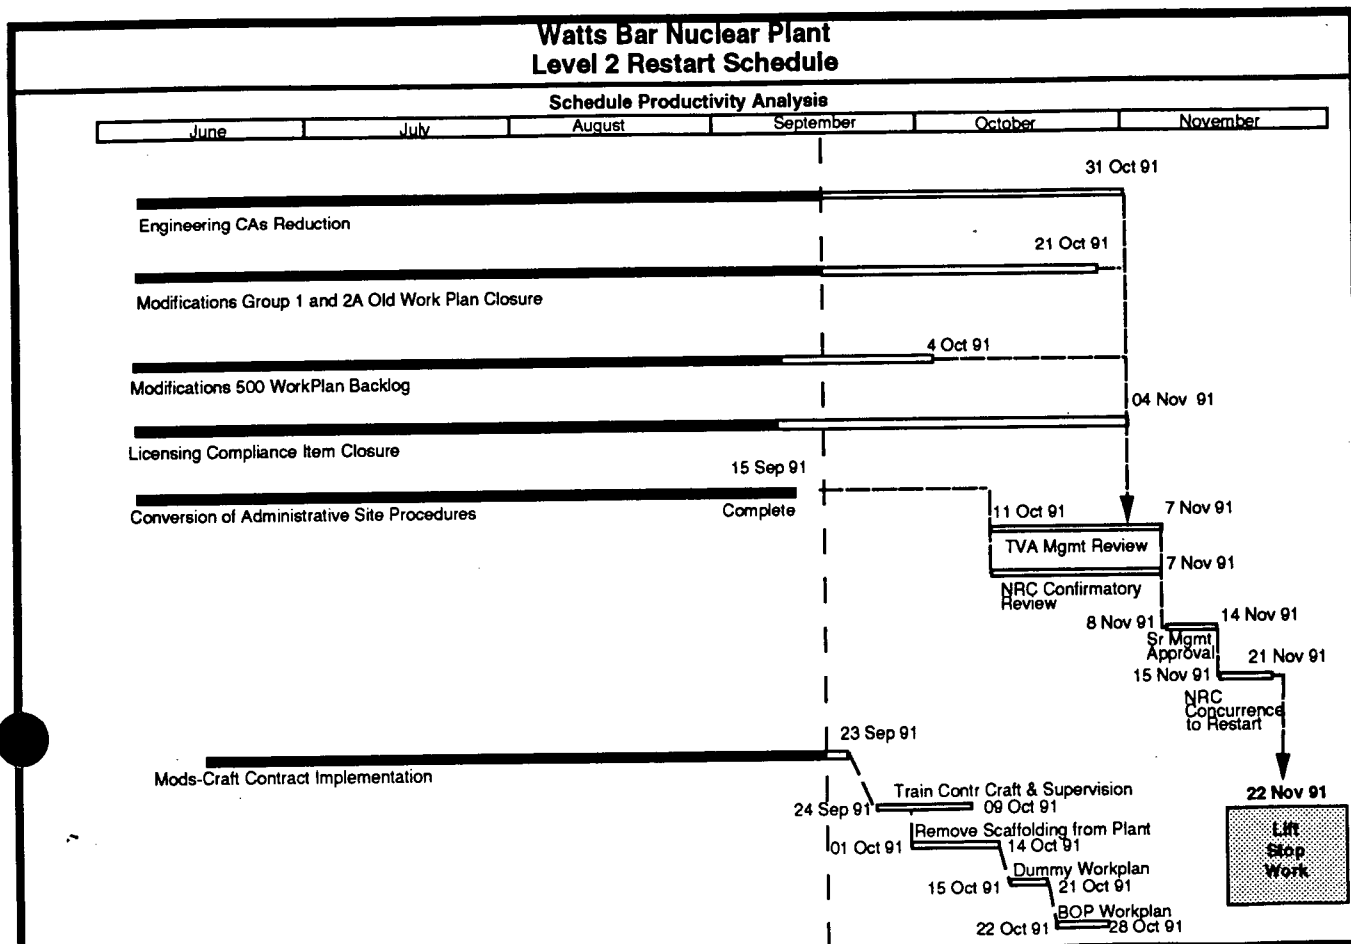 Watts Bar Nuclear Plant
Level 2 Restart Schedule
Schedule Productivity Analysis
June July August September October November
31 Oct 91
Engineering CAs Reduction
21 Oct 91
Modifications Group 1 and 2A Old Work Plan Closure
4 Oct 91
Modifications 500 WorkPlan Backlog
04 Nov 91
Licensing Compliance Item Closure
15 Sep 91
Conversion of Administrative Site Procedures
Complete
11 Oct 91
7 Nov 91
TVA Mgmt Review
7 Nov 91
NRC Confirmatory
Review
8 Nov 91
14 Nov 91
Sr Mgmt
Approval
15 Nov 91
21 Nov 91
NRC
Concurrence
to Restart
23 Sep 91
Mods-Craft Contract Implementation
Train Contr Craft & Supervision
24 Sep 91
09 Oct 91
Remove Scaffolding from Plant
01 Oct 91
14 Oct 91
Dummy Workplan
15 Oct 91
21 Oct 91
BOP Workplan
22 Oct 91
28 Oct 91
22 Nov 91
Lift
Stop
Work